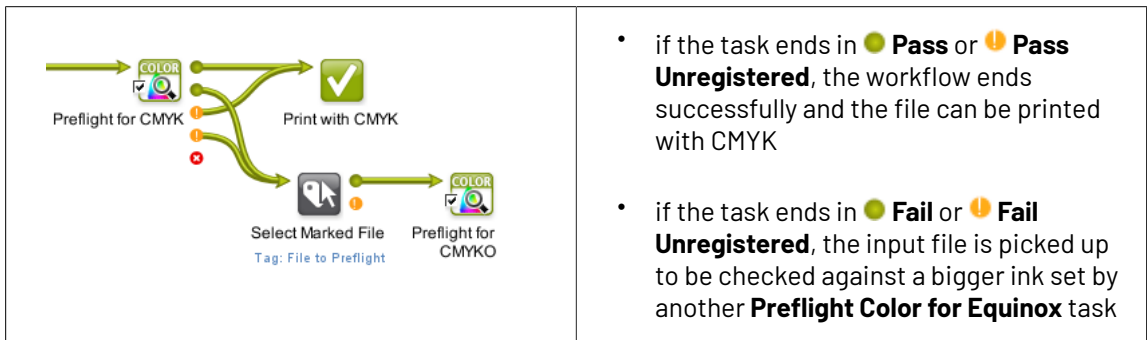 COLOR
Preflight for CMYK
Print with CMYK
Select Marked File
Tag: File to Preflight
COLOR
Preflight for
CMYKO
• if the task ends in Pass or Pass
Unregistered, the workflow ends
successfully and the file can be printed
with CMYK
• if the task ends in Fail or Fail
Unregistered, the input file is picked up
to be checked against a bigger ink set by
another Preflight Color for Equinox task